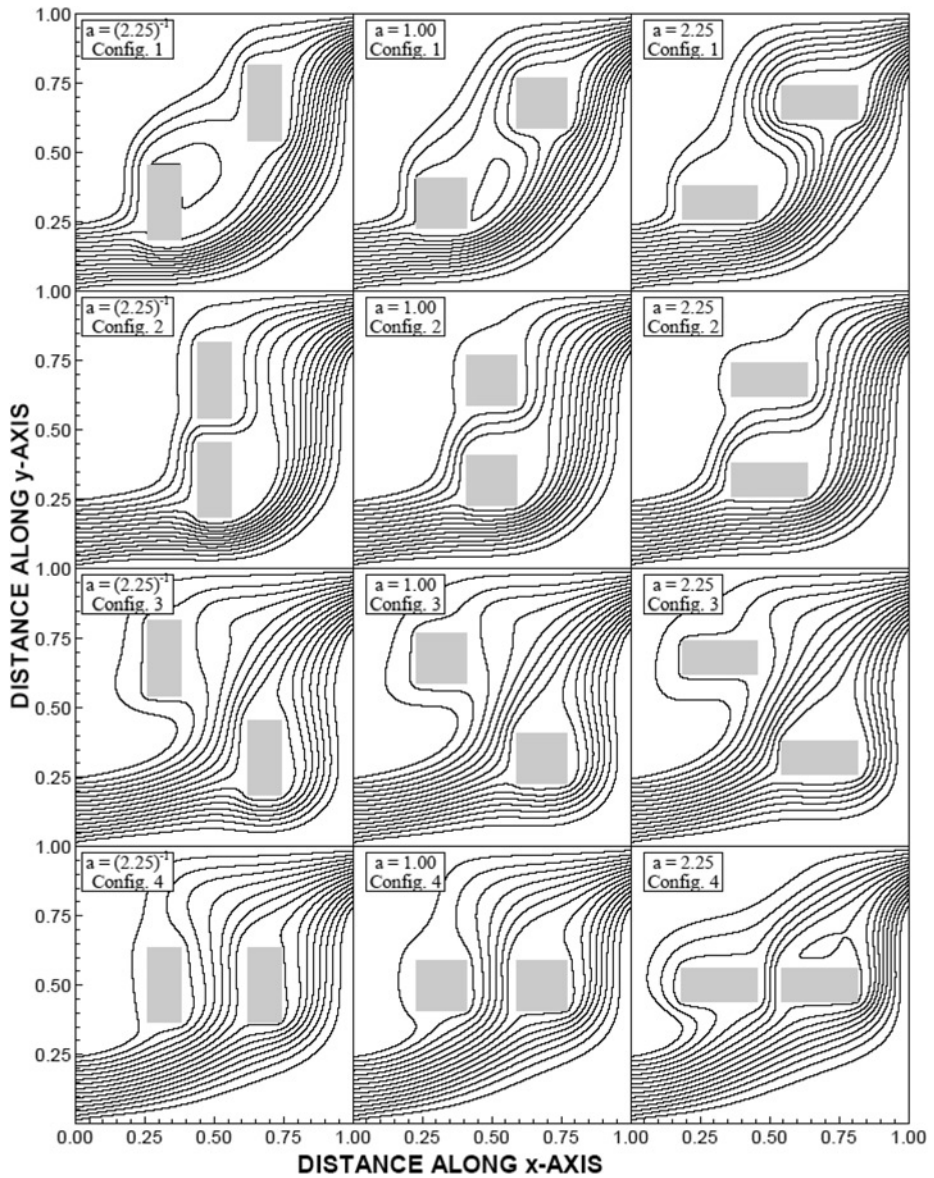 1.00
a = (2.25)⁻¹
Config. 1
a = 1.00
Config. 1
a = 2.25
Config. 1
0.75
0.50
0.25
1.00
a = (2.25)⁻¹
Config. 2
a = 1.00
Config. 2
a = 2.25
Config. 2
0.75
0.50
0.25
1.00
a = (2.25)⁻¹
Config. 3
a = 1.00
Config. 3
a = 2.25
Config. 3
0.75
0.50
0.25
1.00
a = (2.25)⁻¹
Config. 4
a = 1.00
Config. 4
a = 2.25
Config. 4
0.75
0.50
0.25
DISTANCE ALONG y-AXIS
0.00 0.25 0.50 0.75 1.00 0.25 0.50 0.75 1.00 0.25 0.50 0.75 1.00
DISTANCE ALONG x-AXIS